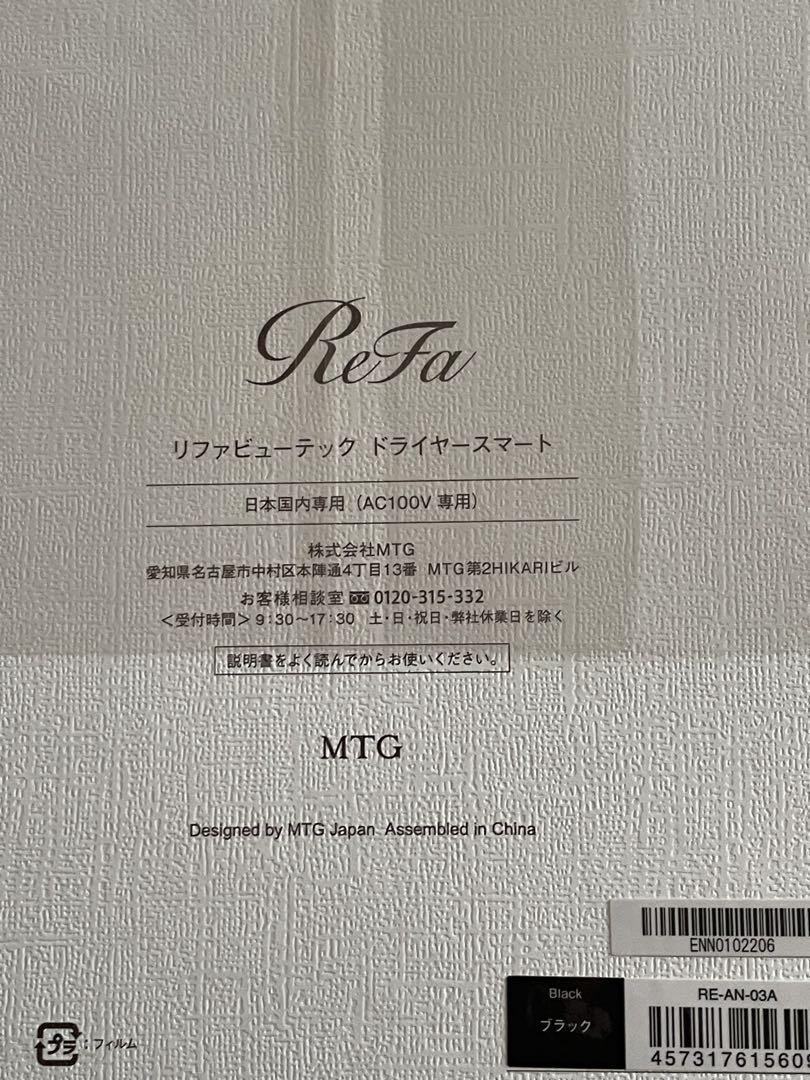 ReFa
リファビューテック ドライヤースマート
日本国内専用（AC100V 専用）
株式会社MTG
愛知県名古屋市中村区本陣通4丁目13番 MTG第2HIKARIビル
お客様相談室 0120-315-332
＜受付時間＞9:30〜17:30 土・日・祝日・弊社休業日を除く
説明書をよく読んでからお使いください。
MTG
Designed by MTG Japan Assembled in China
ENN0102206
Black
ブラック
RE-AN-03A
457317615609
プラ
：フィルム